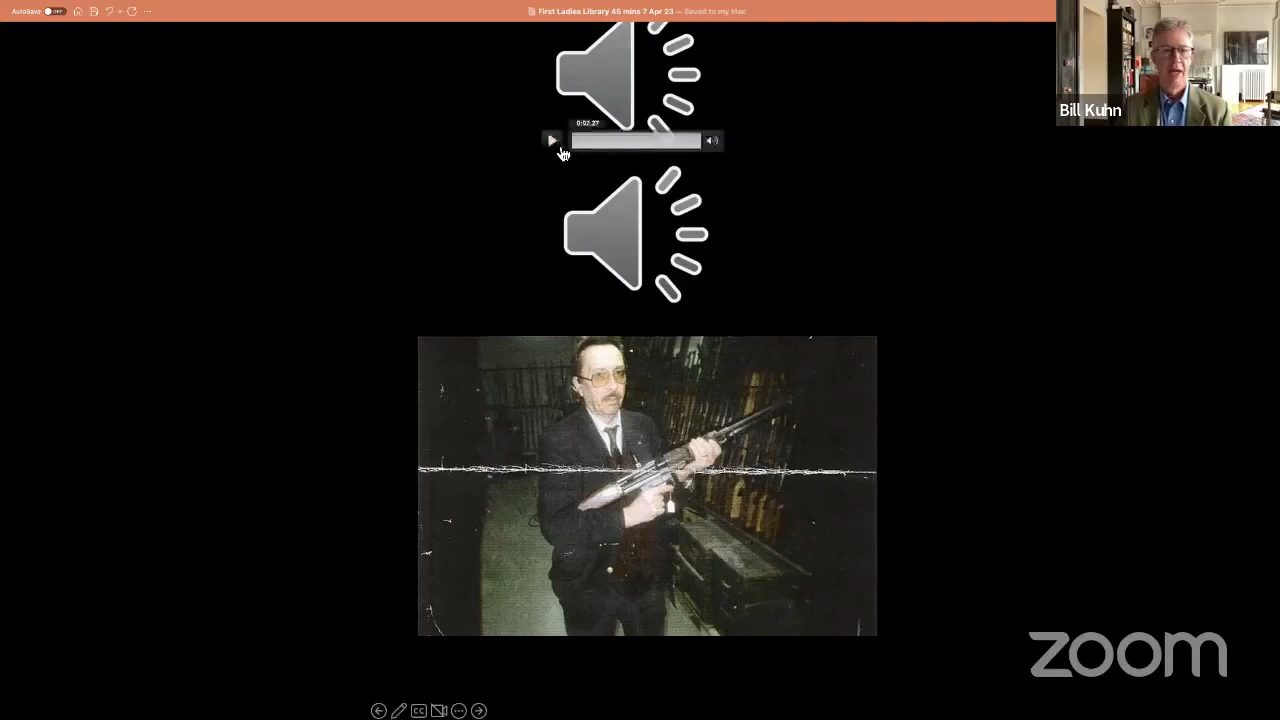 AutoSave OFF
First Ladies Library 45 mins 7 Apr 23 — Saved to my Mac
Bill Kuhn
0:02.27
CC
zoom